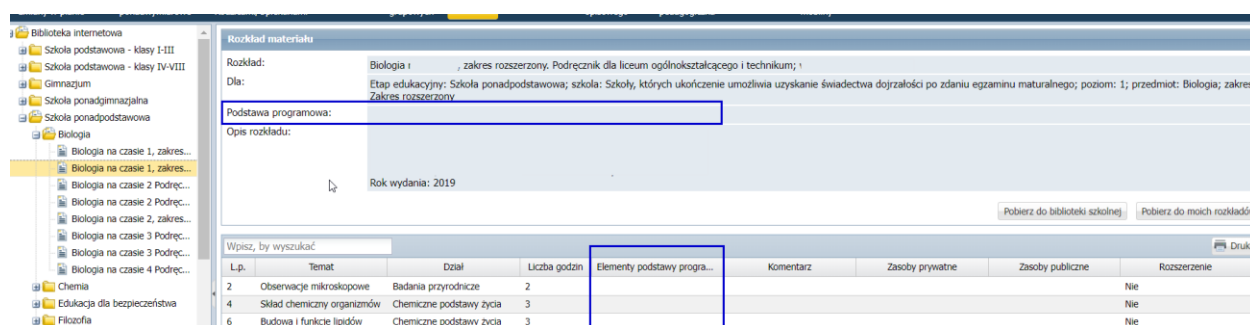 Biblioteka internetowa
Szkoła podstawowa - klasy I-III
Szkoła podstawowa - klasy IV-VIII
Gimnazjum
Szkoła ponadgimnazjalna
Szkoła ponadpodstawowa
Biologia
Biologia na czasie 1, zakres...
Biologia na czasie 1, zakres...
Biologia na czasie 2 Podręc...
Biologia na czasie 2 Podręc...
Biologia na czasie 2, zakres...
Biologia na czasie 3 Podręc...
Biologia na czasie 3 Podręc...
Biologia na czasie 4 Podręc...
Chemia
Edukacja dla bezpieczeństwa
Filozofia
Rozkład materiału
Rozkład: Biologia , zakres rozszerzony. Podręcznik dla liceum ogólnokształcącego i technikum;
Dla: Etap edukacyjny: Szkoła ponadpodstawowa; szkoła: Szkoły, których ukończenie umożliwia uzyskanie świadectwa dojrzałości po zdaniu egzaminu maturalnego; poziom: 1; przedmiot: Biologia; zakres
Zakres rozszerzony
Podstawa programowa:
Opis rozkładu:
Rok wydania: 2019
Pobierz do biblioteki szkolnej Pobierz do moich rozkładó
Wpisz, by wyszukać Druk
L.p. Temat Dział Liczba godzin Elementy podstawy progra... Komentarz Zasoby prywatne Zasoby publiczne Rozszerzenie
2 Obserwacje mikroskopowe Badania przyrodnicze 2 Nie
4 Skład chemiczny organizmów Chemiczne podstawy życia 3 Nie
6 Budowa i funkcje lipidów Chemiczne podstawy życia 3 Nie